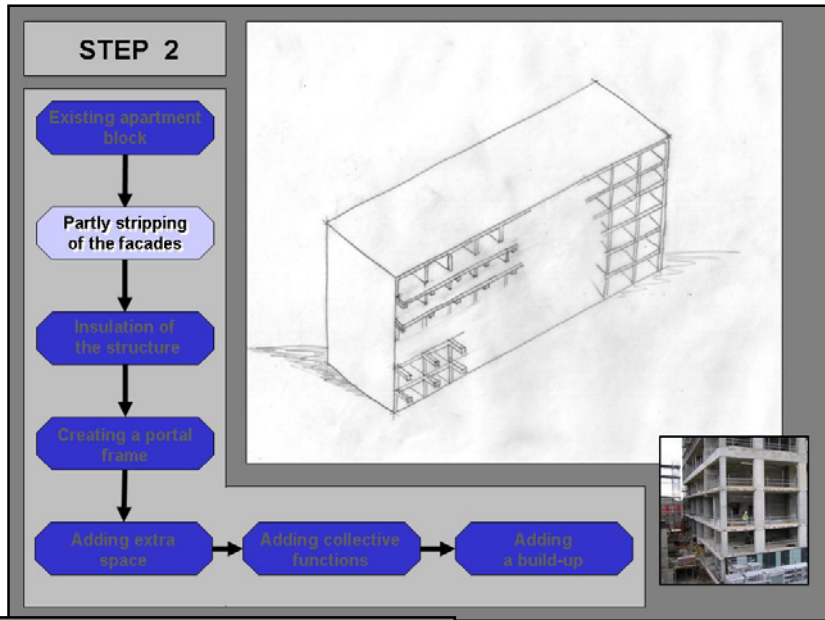 STEP 2
Existing apartment
block
Partly stripping
of the facades
Insulation of
the structure
Creating a portal
frame
Adding extra
space
Adding collective
functions
Adding
a build-up